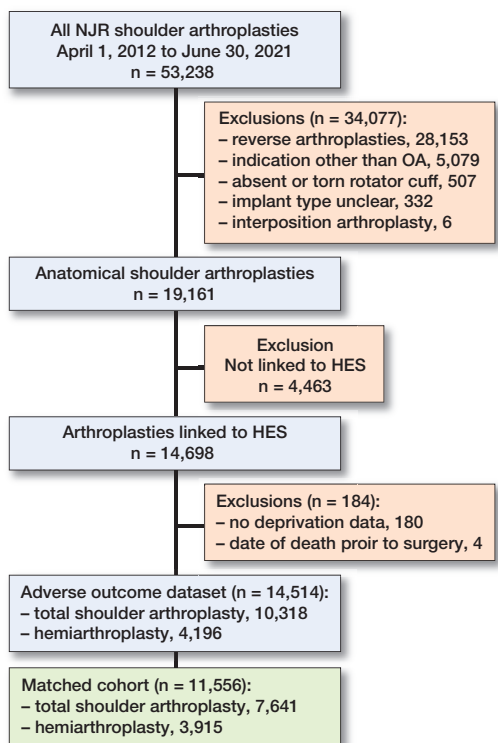 All NJR shoulder arthroplasties
April 1, 2012 to June 30, 2021
n = 53,238
Exclusions (n = 34,077):
– reverse arthroplasties, 28,153
– indication other than OA, 5,079
– absent or torn rotator cuff, 507
– implant type unclear, 332
– interposition arthroplasty, 6
Anatomical shoulder arthroplasties
n = 19,161
Exclusion
Not linked to HES
n = 4,463
Arthroplasties linked to HES
n = 14,698
Exclusions (n = 184):
– no deprivation data, 180
– date of death proir to surgery, 4
Adverse outcome dataset (n = 14,514):
– total shoulder arthroplasty, 10,318
– hemiarthroplasty, 4,196
Matched cohort (n = 11,556):
– total shoulder arthroplasty, 7,641
– hemiarthroplasty, 3,915